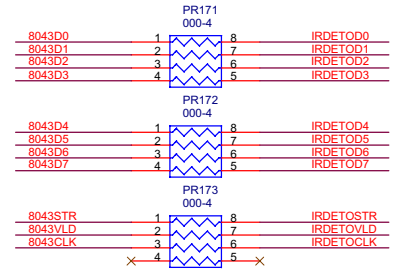 PR171
000-4
8043D0 1 8 IRDETOD0
8043D1 2 7 IRDETOD1
8043D2 3 6 IRDETOD2
8043D3 4 5 IRDETOD3
PR172
000-4
8043D4 1 8 IRDETOD4
8043D5 2 7 IRDETOD5
8043D6 3 6 IRDETOD6
8043D7 4 5 IRDETOD7
PR173
000-4
8043STR 1 8 IRDETOSTR
8043VLD 2 7 IRDETOVLD
8043CLK 3 6 IRDETOCLK
4 5